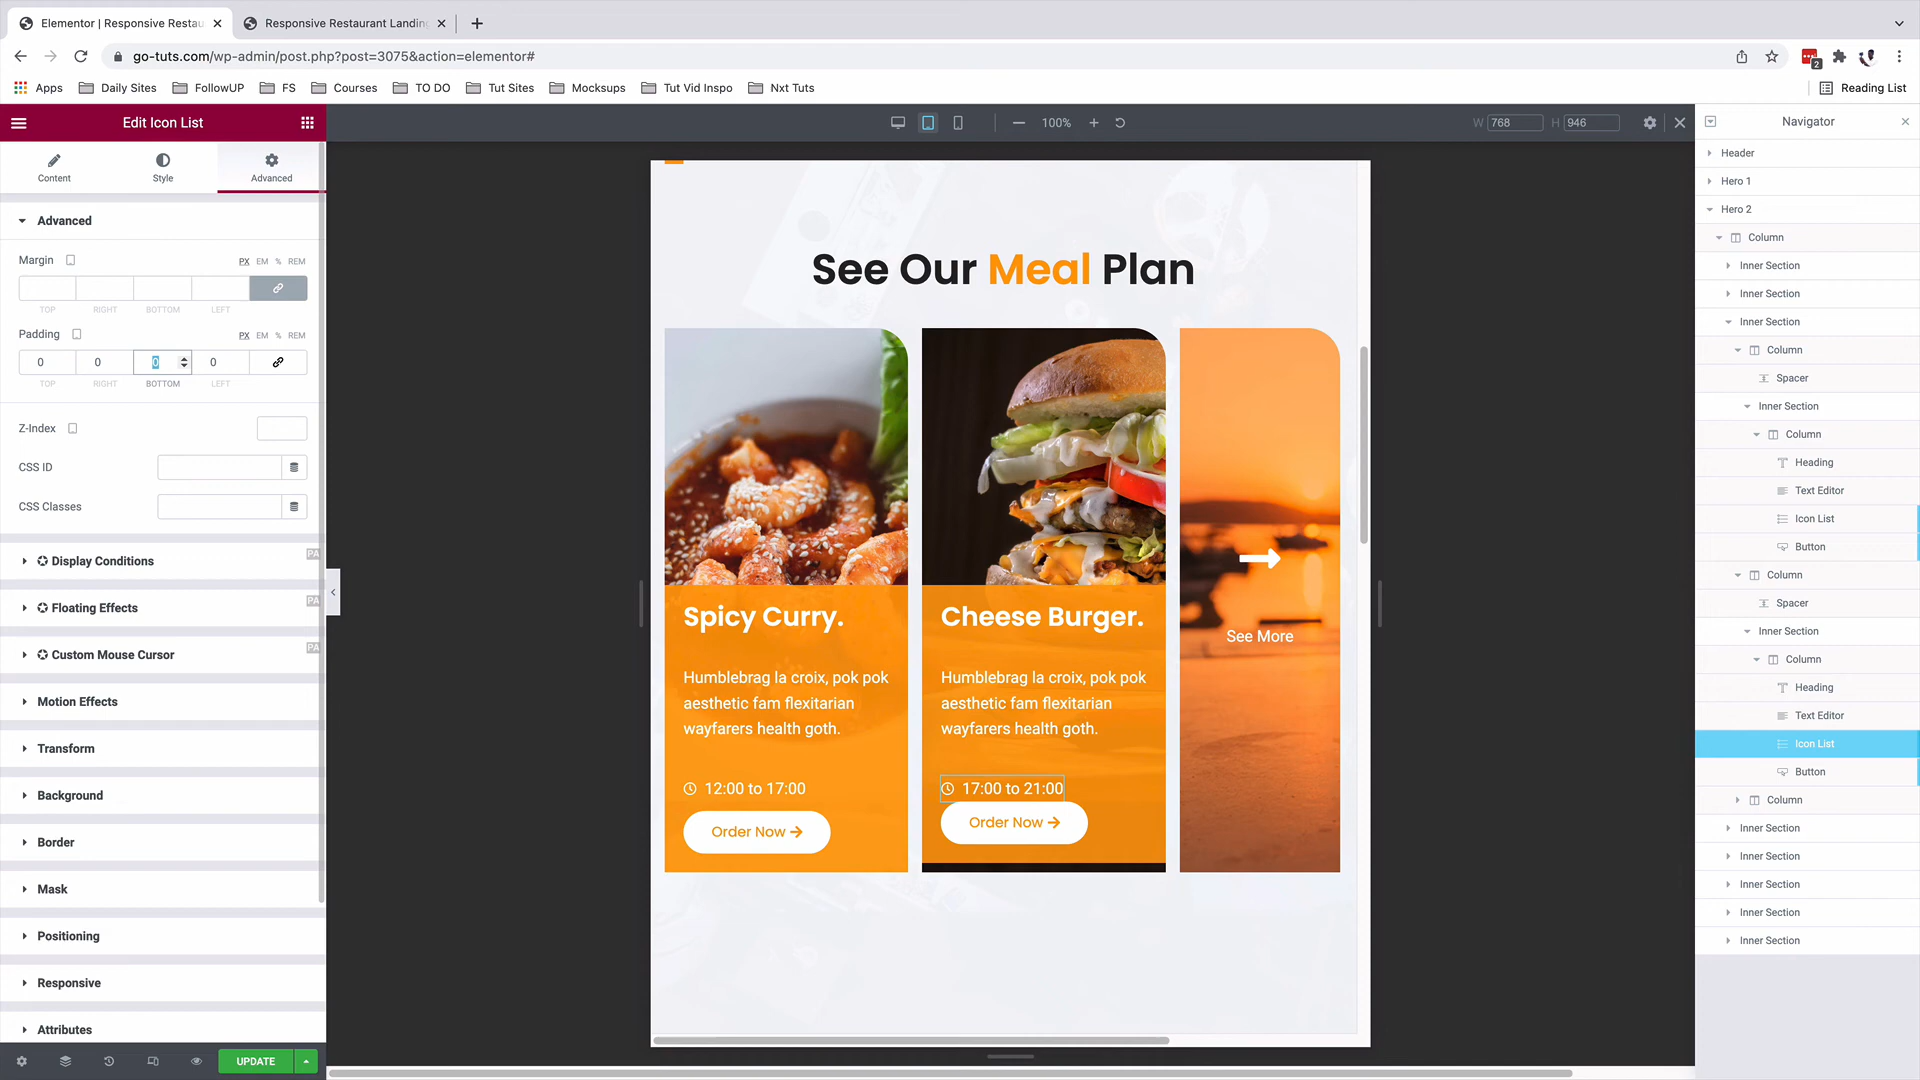 Elementor | Responsive Restau
Responsive Restaurant Landing
go-tuts.com/wp-admin/post.php?post=3075&action=elementor#
2
Apps
Daily Sites
FollowUP
FS
Courses
TO DO
Tut Sites
Mocksups
Tut Vid Inspo
Nxt Tuts
Reading List
Edit Icon List
100%
W 768 H 946
Navigator
Content
Style
Advanced
Advanced
Margin
PX EM % REM
TOP RIGHT BOTTOM LEFT
Padding
PX EM % REM
0 0 0 0
TOP RIGHT BOTTOM LEFT
Z-Index
CSS ID
CSS Classes
Display Conditions
PA
Floating Effects
PA
Custom Mouse Cursor
PA
Motion Effects
Transform
Background
Border
Mask
Positioning
Responsive
Attributes
UPDATE
See Our Meal Plan
Spicy Curry.
Humblebrag la croix, pok pok
aesthetic fam flexitarian
wayfarers health goth.
12:00 to 17:00
Order Now
Cheese Burger.
Humblebrag la croix, pok pok
aesthetic fam flexitarian
wayfarers health goth.
17:00 to 21:00
Order Now
See More
Header
Hero 1
Hero 2
Column
Inner Section
Inner Section
Inner Section
Column
Spacer
Inner Section
Column
Heading
Text Editor
Icon List
Button
Column
Spacer
Inner Section
Column
Heading
Text Editor
Icon List
Button
Column
Inner Section
Inner Section
Inner Section
Inner Section
Inner Section